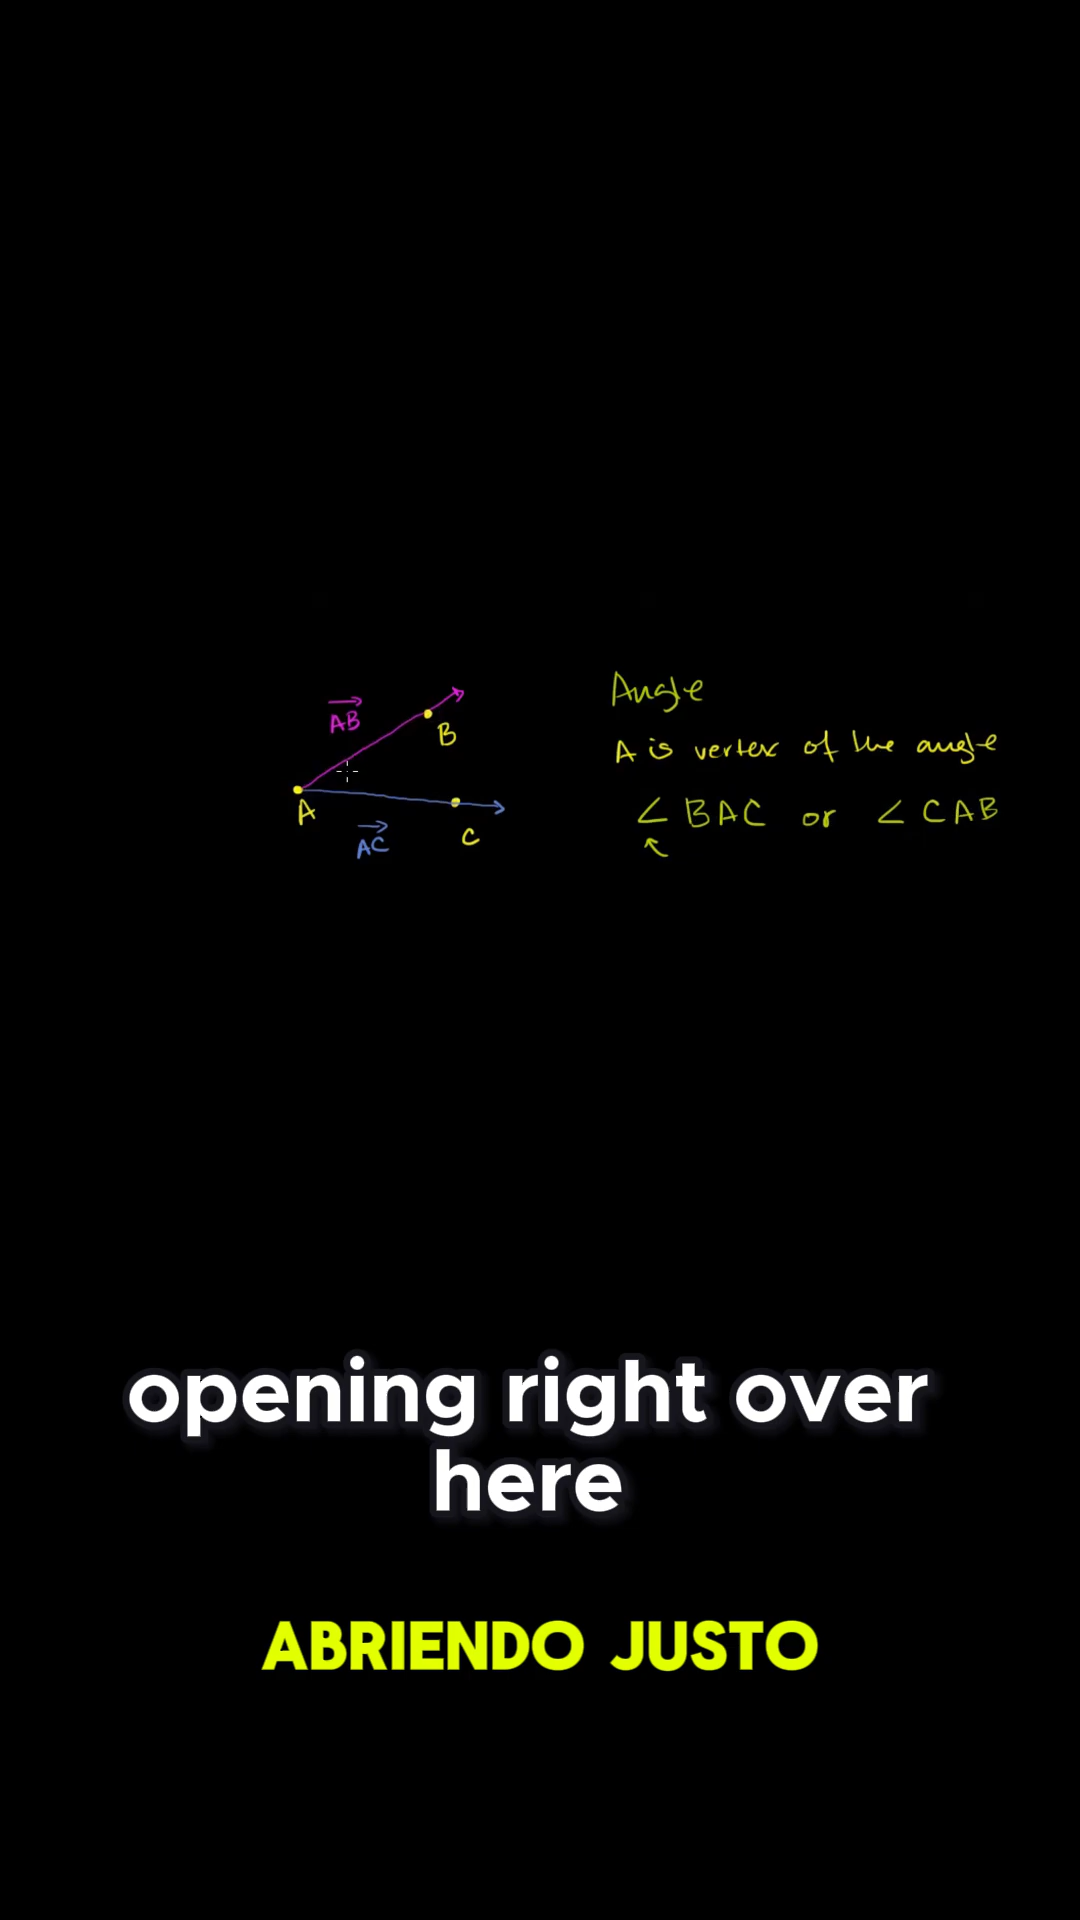 AB
B
A
AC
C
Angle
A is vertex of the angle
∠ BAC or ∠ CAB
opening right over
here
ABRIENDO JUSTO